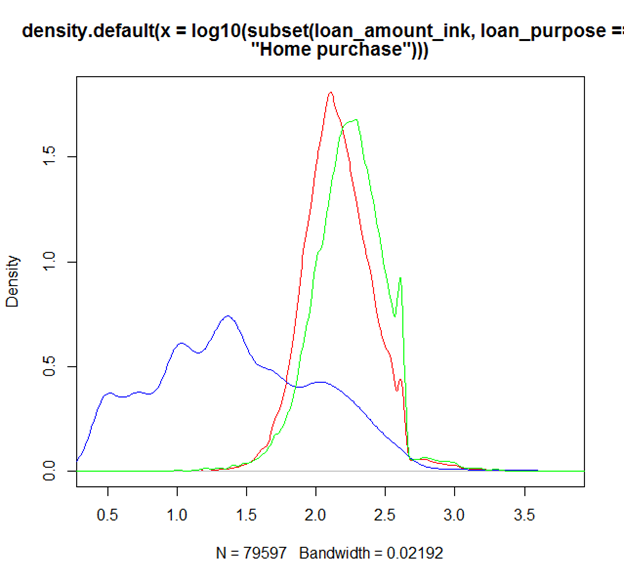 density.default(x = log10(subset(loan_amount_ink, loan_purpose ==
"Home purchase")))
Density
0.0
0.5
1.0
1.5
0.5
1.0
1.5
2.0
2.5
3.0
3.5
N = 79597   Bandwidth = 0.02192